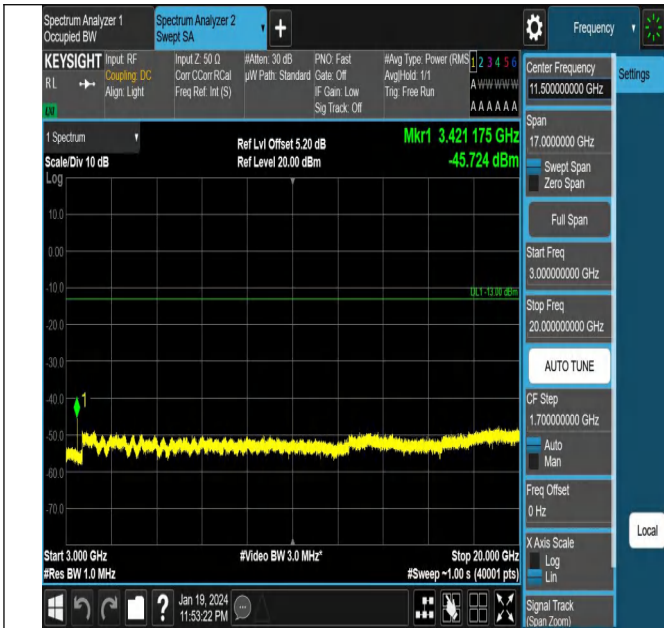 Spectrum Analyzer 1
Occupied BW
Spectrum Analyzer 2
Swept SA
+
Frequency
KEYSIGHT
RL
LXI
Input: RF
Coupling: DC
Align: Light
Input Z: 50 Ω
Corr CCorr RCal
Freq Ref: Int (S)
#Atten: 30 dB
µW Path: Standard
PNO: Fast
Gate: Off
IF Gain: Low
Sig Track: Off
#Avg Type: Power (RMS
Avg|Hold: 1/1
Trig: Free Run
1 2 3 4 5 6
A W W W W W
A A A A A A
1 Spectrum
Scale/Div 10 dB
Log
Ref Lvl Offset 5.20 dB
Ref Level 20.00 dBm
Mkr1 3.421 175 GHz
-45.724 dBm
10.0
0.00
-10.0
DL1 -13.00 dBm
-20.0
-30.0
-40.0
1
-50.0
-60.0
-70.0
Start 3.000 GHz
#Res BW 1.0 MHz
#Video BW 3.0 MHz*
Stop 20.000 GHz
#Sweep ~1.00 s (40001 pts)
?
Jan 19, 2024
11:53:22 PM
Center Frequency
11.50000000 GHz
Settings
Span
17.0000000 GHz
Swept Span
Zero Span
Full Span
Start Freq
3.000000000 GHz
Stop Freq
20.000000000 GHz
AUTO TUNE
CF Step
1.700000000 GHz
Auto
Man
Freq Offset
0 Hz
Local
X Axis Scale
Log
Lin
Signal Track
(Span Zoom)